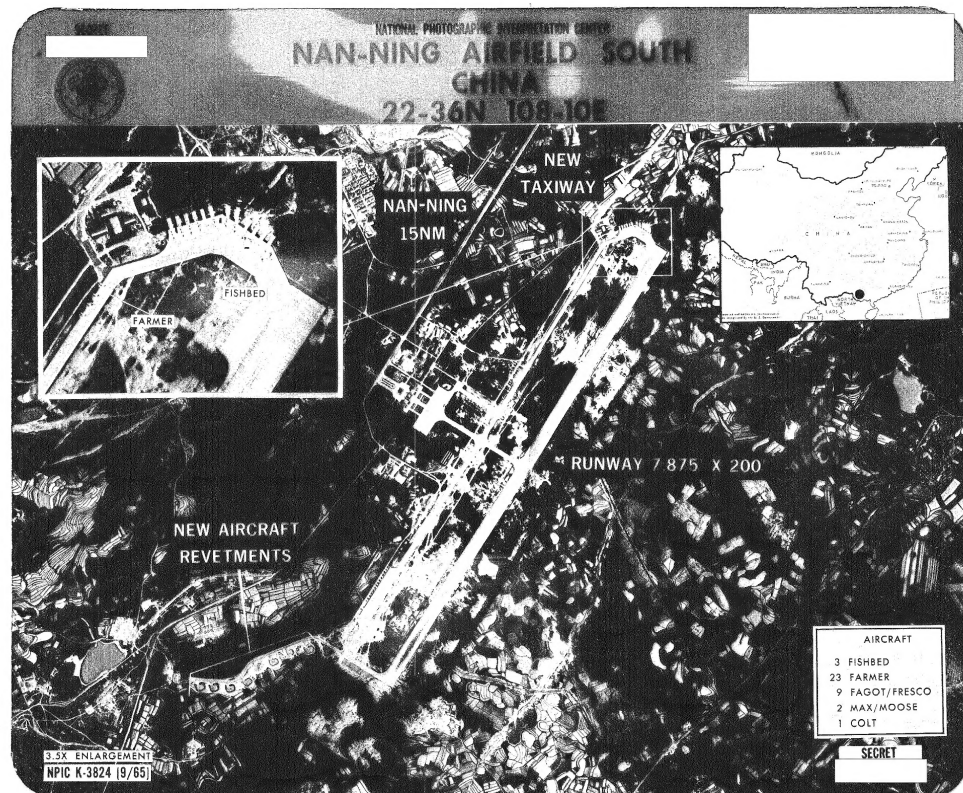 SECRET
NATIONAL PHOTOGRAPHIC INTERPRETATION CENTER
NAN-NING AIRFIELD SOUTH
CHINA
22-36N 108-10E
NEW
TAXIWAY
NAN-NING
15NM
FISHBED
FARMER
MONGOLIA
CHINA
INDIA
BURMA
LAOS
THAI
RUNWAY 7,875 X 200
NEW AIRCRAFT
REVETMENTS
AIRCRAFT
3 FISHBED
23 FARMER
9 FAGOT/FRESCO
2 MAX/MOOSE
1 COLT
3.5X ENLARGEMENT
NPIC K-3824 (9/65)
SECRET